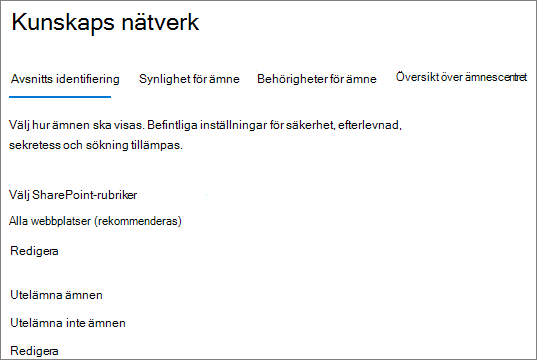 Kunskaps nätverk
Avsnitts identifiering Synlighet för ämne Behörigheter för ämne Översikt över ämnescentret
Välj hur ämnen ska visas. Befintliga inställningar för säkerhet, efterlevnad,
sekretess och sökning tillämpas.
Välj SharePoint-rubriker
Alla webbplatser (rekommenderas)
Redigera
Utelämna ämnen
Utelämna inte ämnen
Redigera